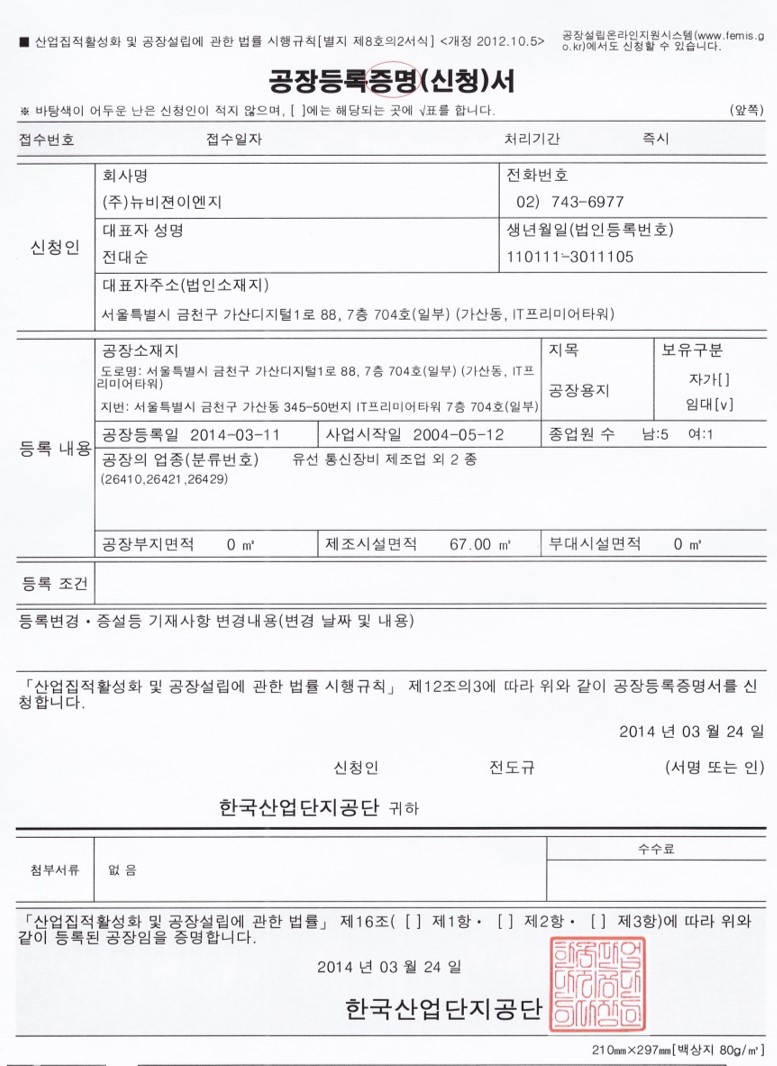 ■ 산업집적활성화 및 공장설립에 관한 법률 시행규칙[별지 제8호의2서식] <개정 2012.10.5>
공장설립온라인지원시스템(www.femis.g
o.kr)에서도 신청할 수 있습니다.
공장등록증명(신청)서
※ 바탕색이 어두운 난은 신청인이 적지 않으며, [ ]에는 해당되는 곳에 √표를 합니다. (앞쪽)
접수번호 접수일자 처리기간 즉시
신청인
회사명
(주)뉴비젼이엔지
전화번호
02) 743-6977
대표자 성명
전대순
생년월일(법인등록번호)
110111-3011105
대표자주소(법인소재지)
서울특별시 금천구 가산디지털1로 88, 7층 704호(일부) (가산동, IT프리미어타워)
등록 내용
공장소재지
도로명: 서울특별시 금천구 가산디지털1로 88, 7층 704호(일부) (가산동, IT프
리미어타워)
지번: 서울특별시 금천구 가산동 345-50번지 IT프리미어타워 7층 704호(일부)
지목
공장용지
보유구분
자가[]
임대[v]
공장등록일 2014-03-11 사업시작일 2004-05-12 종업원 수 남:5 여:1
공장의 업종(분류번호) 유선 통신장비 제조업 외 2 종
(26410,26421,26429)
공장부지면적 0 ㎡ 제조시설면적 67.00 ㎡ 부대시설면적 0 ㎡
등록 조건
등록변경·증설등 기재사항 변경내용(변경 날짜 및 내용)
「산업집적활성화 및 공장설립에 관한 법률 시행규칙」 제12조의3에 따라 위와 같이 공장등록증명서를 신
청합니다.
2014 년 03 월 24 일
신청인 전도규 (서명 또는 인)
한국산업단지공단 귀하
첨부서류 없 음
수수료
「산업집적활성화 및 공장설립에 관한 법률」 제16조( [ ] 제1항· [ ] 제2항· [ ] 제3항)에 따라 위와
같이 등록된 공장임을 증명합니다.
2014 년 03 월 24 일
한국산업단지공단
210㎜×297㎜[백상지 80g/㎡]